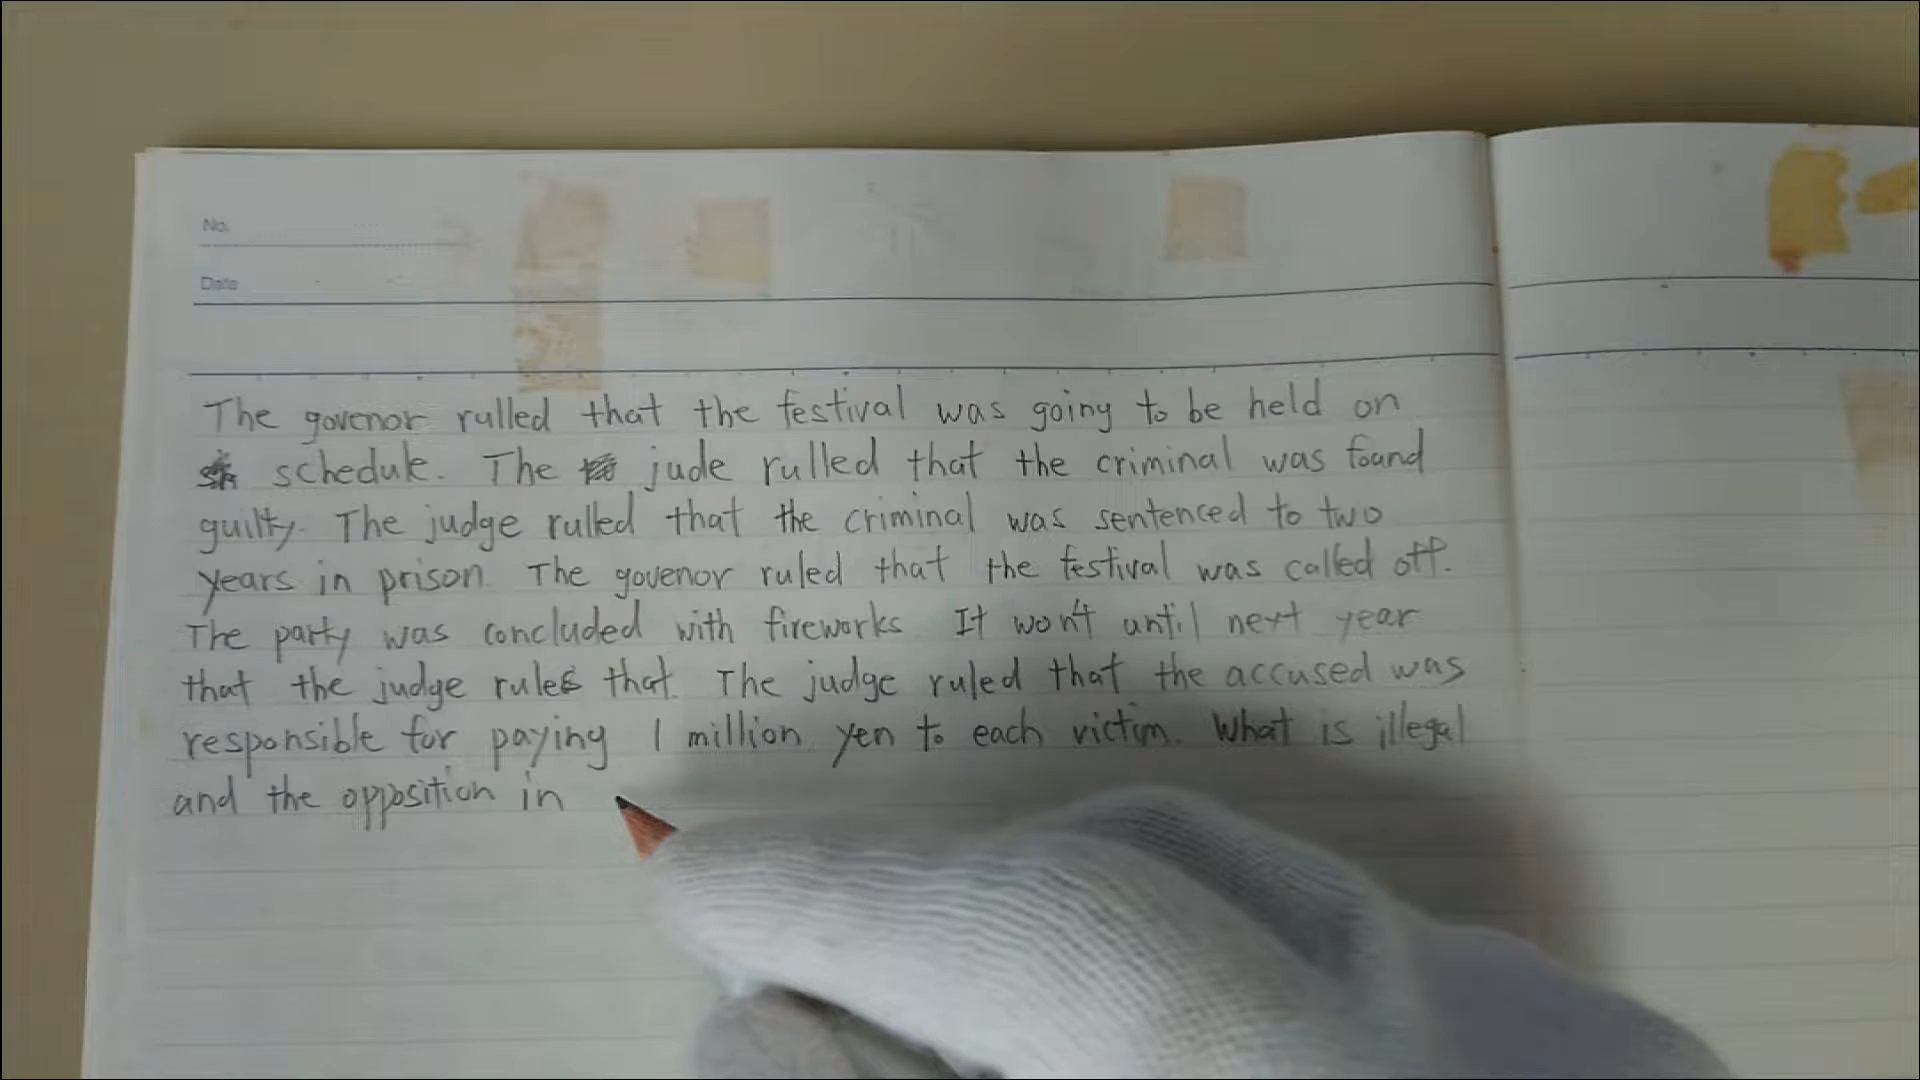 No.
Date
The govenor rulled that the festival was going to be held on
schedule. The jude rulled that the criminal was found
guilty. The judge rulled that the criminal was sentenced to two
years in prison. The govenor ruled that the festival was called off.
The party was concluded with fireworks. It won't until next year
that the judge rules that. The judge ruled that the accused was
responsible for paying 1 million yen to each victim. What is illegal
and the opposition in